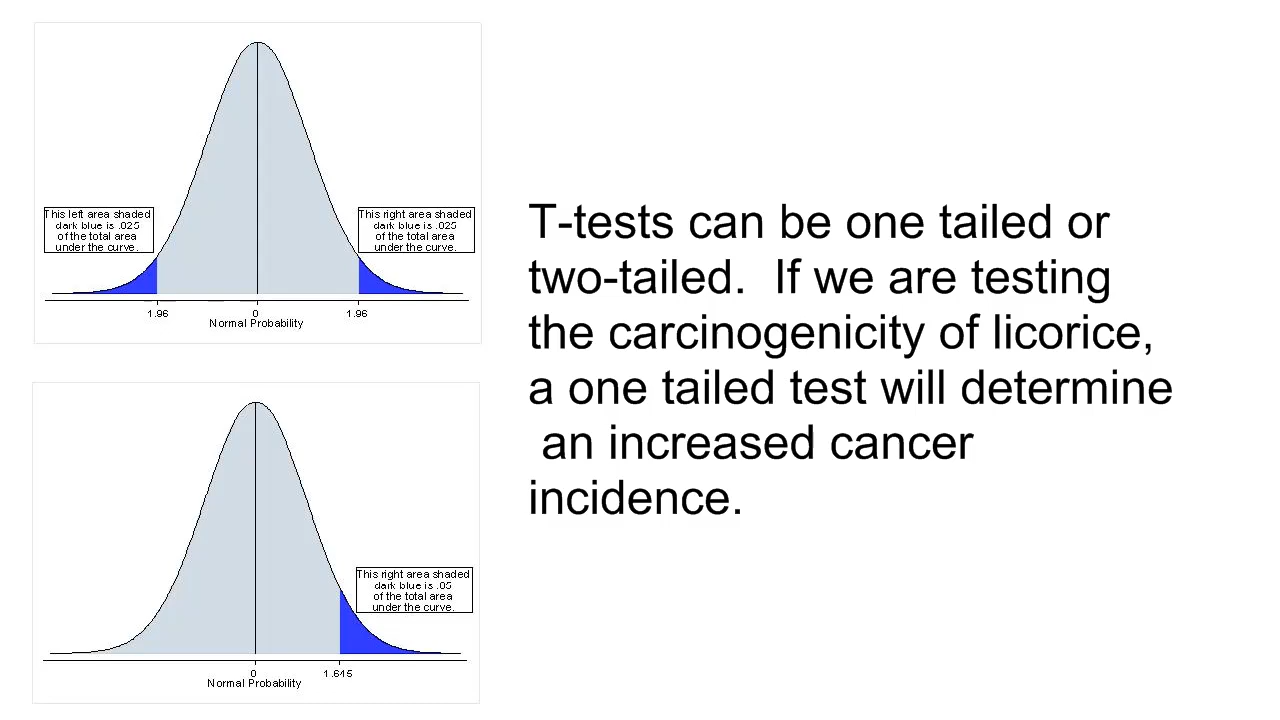 This left area shaded
dark blue is .025
of the total area
under the curve.
This right area shaded
dark blue is .025
of the total area
under the curve.
1.96
0
1.96
Normal Probability
This right area shaded
dark blue is .05
of the total area
under the curve.
0
1.645
Normal Probability
T-tests can be one tailed or
two-tailed.  If we are testing
the carcinogenicity of licorice,
a one tailed test will determine
an increased cancer
incidence.